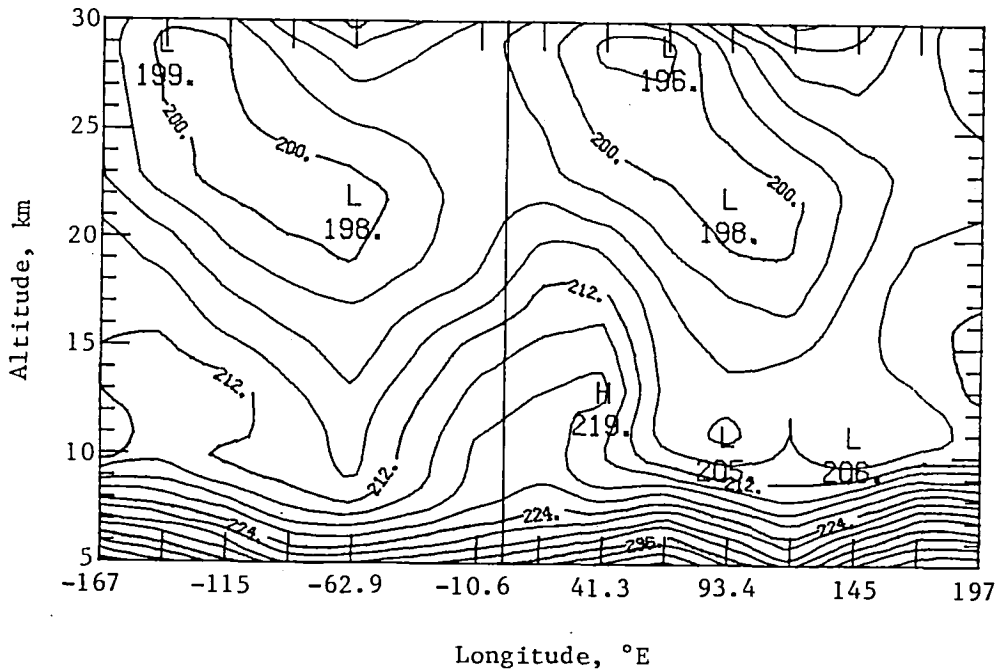 30
L L
199. 196.
25
200. 200.
200. 200.
L L
198. 198.
20
212.
15
212. H
219. L L
10
205. 206.
212. 212.
224. 224. 224.
236.
5
-167 -115 -62.9 -10.6 41.3 93.4 145 197
Altitude, km
Longitude, °E